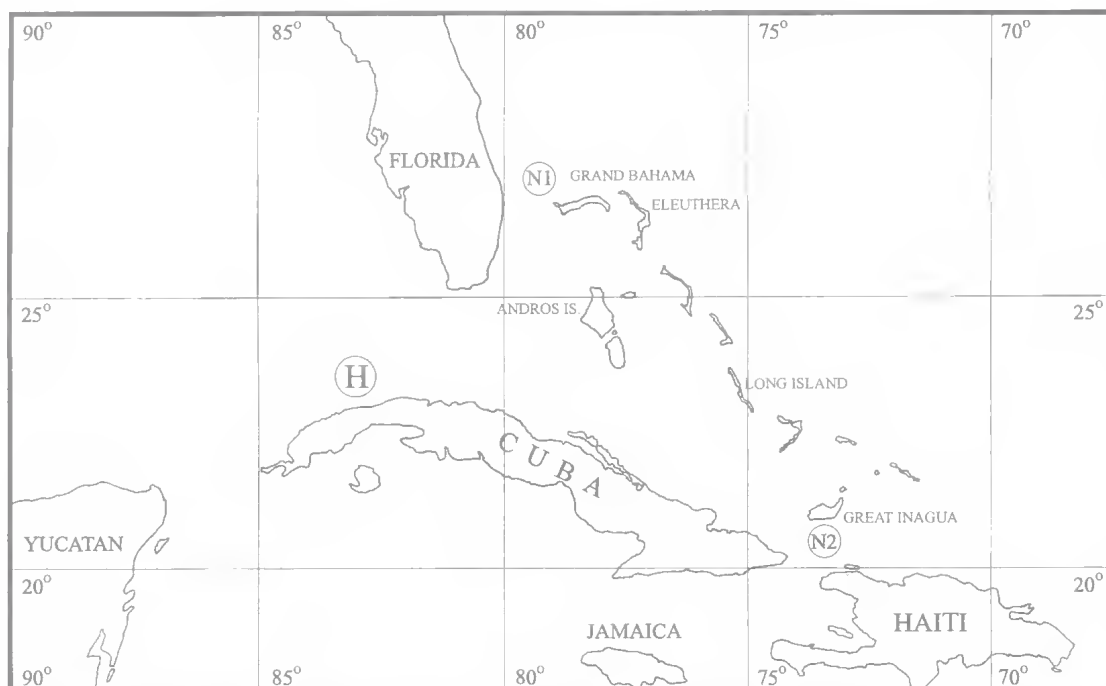 90° 85° 80° 75° 70°
FLORIDA
N1 GRAND BAHAMA
ELEUTHERA
25° ANDROS IS. 25°
H
LONG ISLAND
CUBA
GREAT INAGUA
YUCATAN
N2
20° 20°
JAMAICA
HAITI
90° 85° 80° 75° 70°